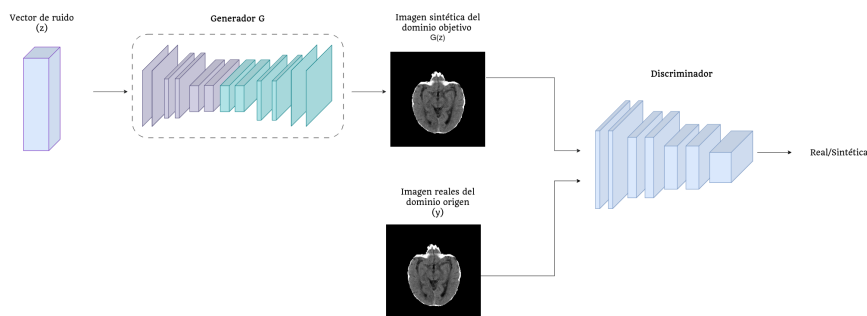 Vector de ruido
(z)
Generador G
Imagen sintética del
dominio objetivo
G(z)
Discriminador
Real/Sintética
Imagen reales del
dominio origen
(y)